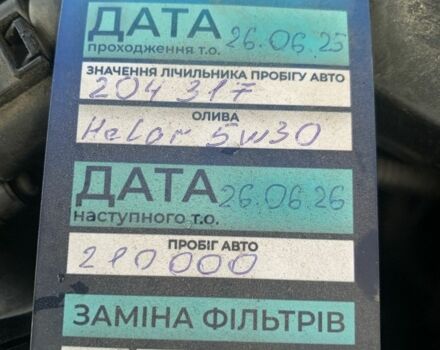 ДАТА 26.06.25
проходження т.о.
ЗНАЧЕННЯ ЛІЧИЛЬНИКА ПРОБІГУ АВТО
204 317
ОЛИВА
Helar 5w30
ДАТА 26.06.26
наступного т.о.
ПРОБІГ АВТО
210 000
ЗАМІНА ФІЛЬТРІВ